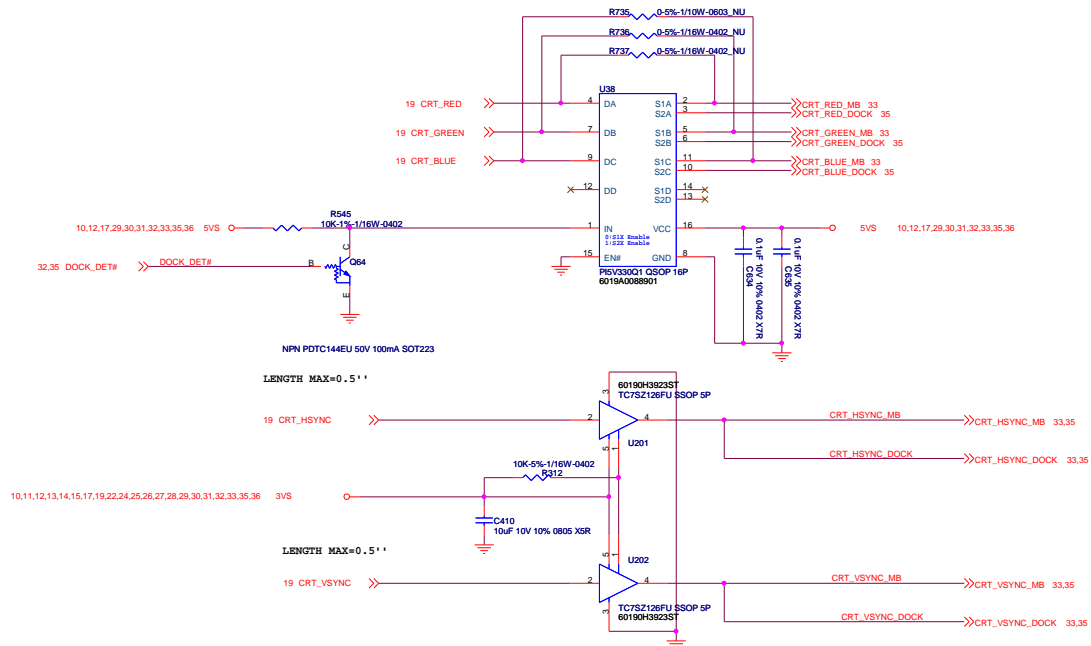 R735 0-5%-1/10W-0603_NU
R736 0-5%-1/16W-0402_NU
R737 0-5%-1/16W-0402_NU
U38
19 CRT_RED 4 DA S1A 2 CRT_RED_MB 33
S2A 3 CRT_RED_DOCK 35
19 CRT_GREEN 7 DB S1B 5 CRT_GREEN_MB 33
S2B 6 CRT_GREEN_DOCK 35
19 CRT_BLUE 9 DC S1C 11 CRT_BLUE_MB 33
S2C 10 CRT_BLUE_DOCK 35
12 DD S1D 14
S2D 13
R545
10K-1%-1/16W-0402
10,12,17,29,30,31,32,33,35,36 5VS 1 IN VCC 16 5VS 10,12,17,29,30,31,32,33,35,36
0:S1X Enable
1:S2X Enable
15 EN# GND 8
PI5V330Q1 QSOP 16P
6019A0088901
C634
0.1uF 10V 10% 0402 X7R
C635
0.1uF 10V 10% 0402 X7R
32,35 DOCK_DET# DOCK_DET# B C E Q64
NPN PDTC144EU 50V 100mA SOT223
LENGTH MAX=0.5''
60190H3923ST
TC7SZ126FU SSOP 5P
3
19 CRT_HSYNC 2 4 CRT_HSYNC_MB CRT_HSYNC_MB 33,35
U201
5 1
CRT_HSYNC_DOCK CRT_HSYNC_DOCK 33,35
10K-5%-1/16W-0402
R312
10,11,12,13,14,15,17,19,22,24,25,26,27,28,29,30,31,32,33,35,36 3VS
C410
10uF 10V 10% 0805 X5R
LENGTH MAX=0.5''
5 1
U202
19 CRT_VSYNC 2 4 CRT_VSYNC_MB CRT_VSYNC_MB 33,35
3
TC7SZ126FU SSOP 5P
60190H3923ST
CRT_VSYNC_DOCK CRT_VSYNC_DOCK 33,35